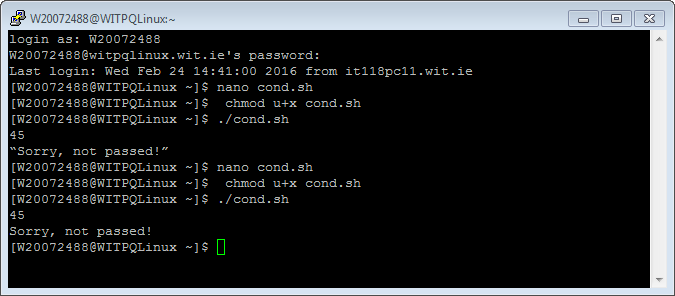 W20072488@WITPQLinux:~
login as: W20072488
W20072488@witpqlinux.wit.ie's password:
Last login: Wed Feb 24 14:41:00 2016 from it118pc11.wit.ie
[W20072488@WITPQLinux ~]$ nano cond.sh
[W20072488@WITPQLinux ~]$  chmod u+x cond.sh
[W20072488@WITPQLinux ~]$ ./cond.sh
45
“Sorry, not passed!”
[W20072488@WITPQLinux ~]$ nano cond.sh
[W20072488@WITPQLinux ~]$  chmod u+x cond.sh
[W20072488@WITPQLinux ~]$ ./cond.sh
45
Sorry, not passed!
[W20072488@WITPQLinux ~]$